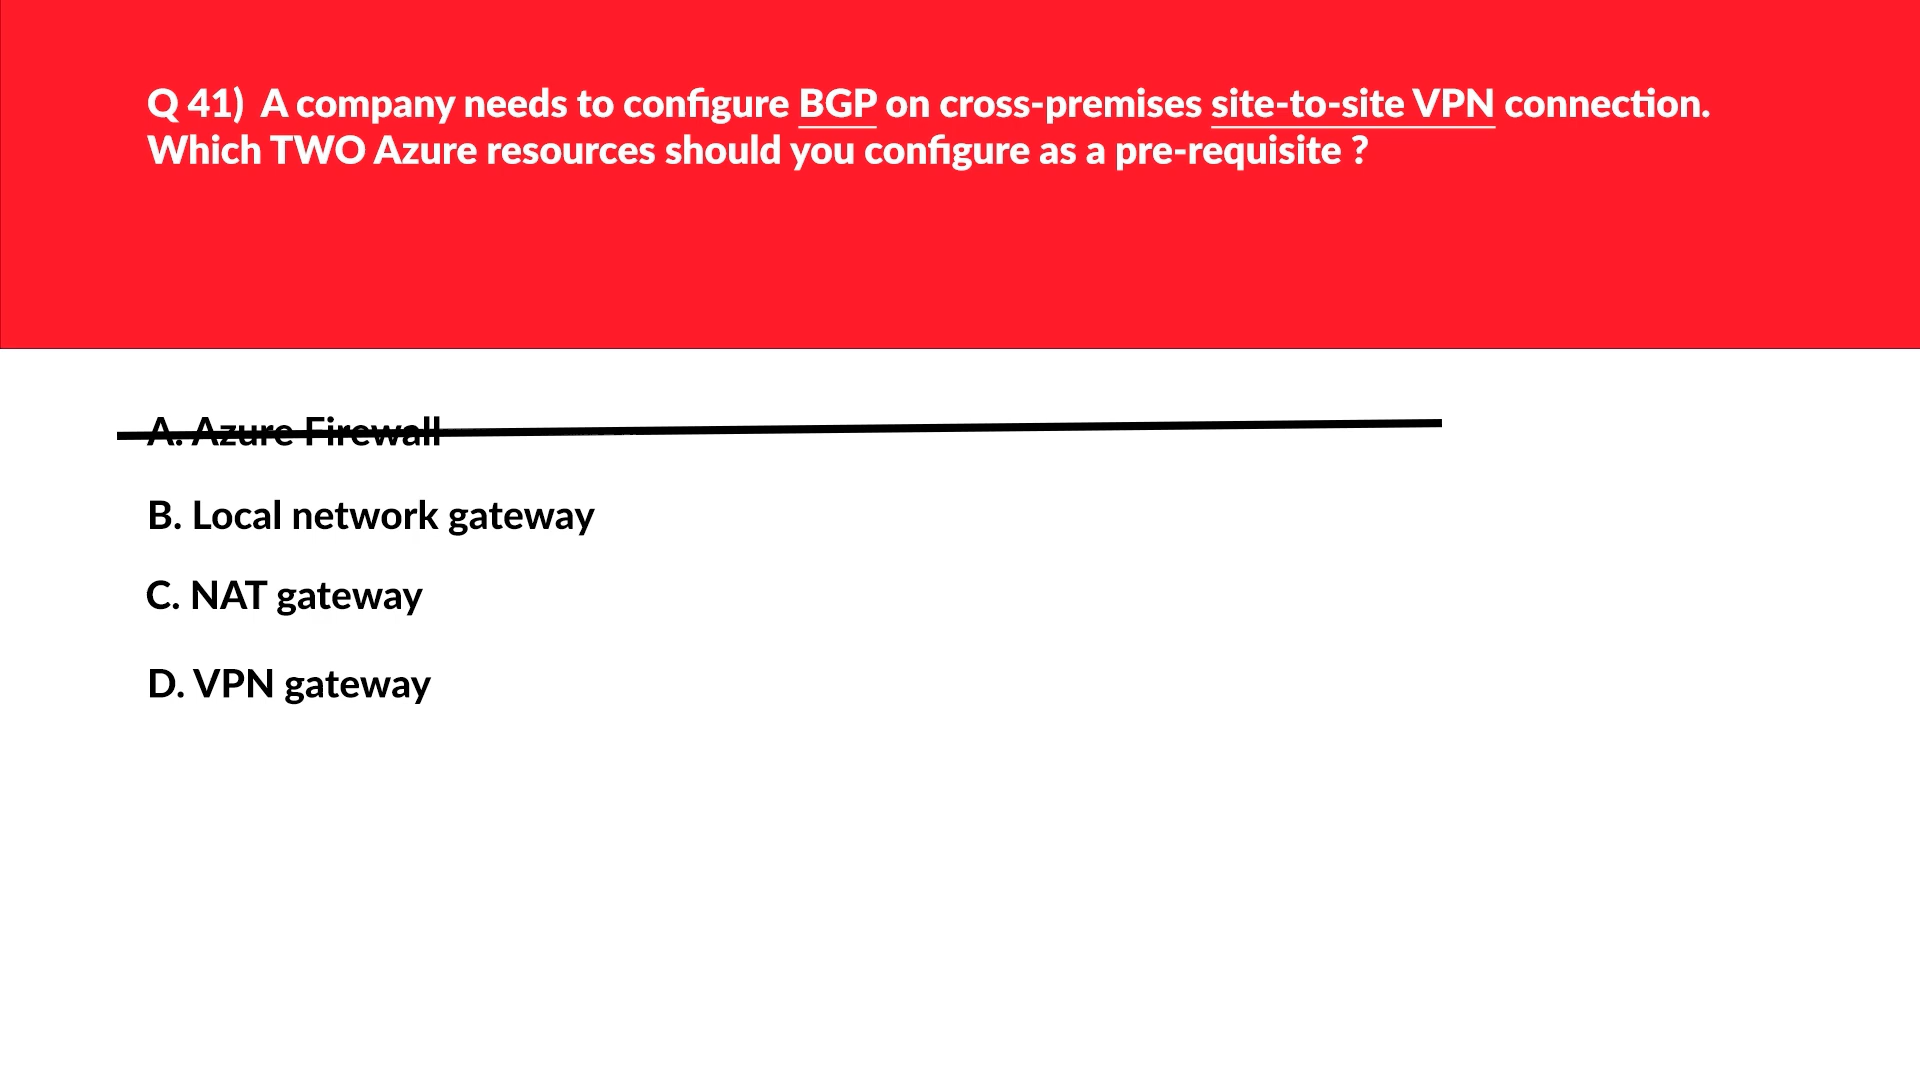 Q 41) A company needs to configure BGP on cross-premises site-to-site VPN connection.
Which TWO Azure resources should you configure as a pre-requisite ?
A. Azure Firewall
B. Local network gateway
C. NAT gateway
D. VPN gateway